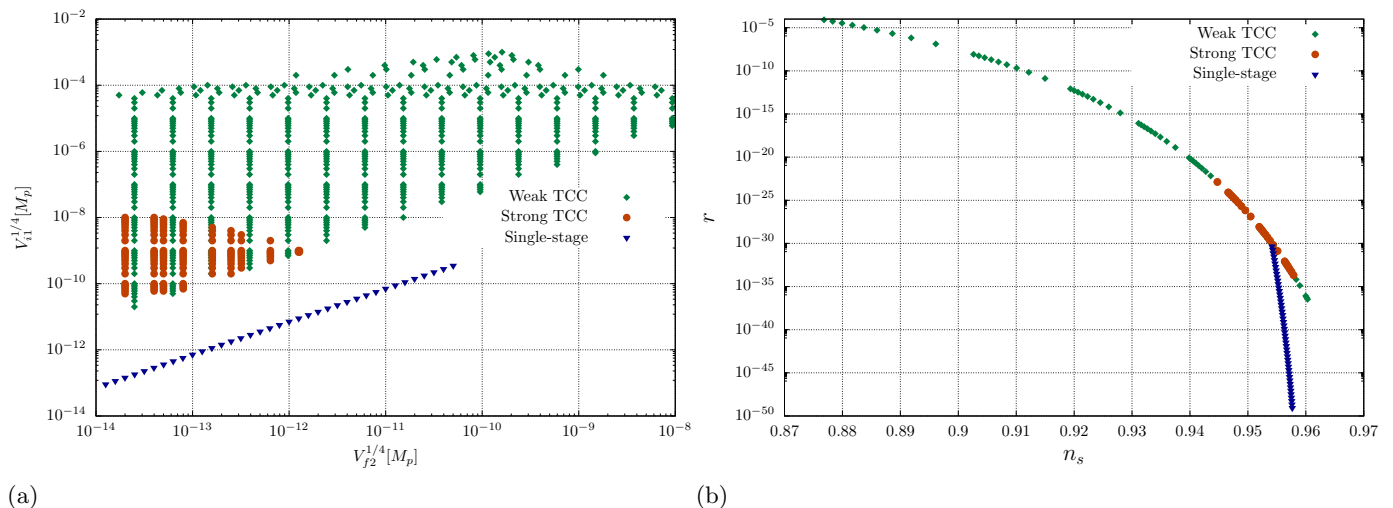 10⁻²
10⁻⁴
10⁻⁶
10⁻⁸
10⁻¹⁰
10⁻¹²
10⁻¹⁴
V_{i1}^{1/4}[M_p]
Weak TCC
Strong TCC
Single-stage
10⁻¹⁴ 10⁻¹³ 10⁻¹² 10⁻¹¹ 10⁻¹⁰ 10⁻⁹ 10⁻⁸
V_{f2}^{1/4}[M_p]
(a)
10⁻⁵
10⁻¹⁰
10⁻¹⁵
10⁻²⁰
10⁻²⁵
10⁻³⁰
10⁻³⁵
10⁻⁴⁰
10⁻⁴⁵
10⁻⁵⁰
r
Weak TCC
Strong TCC
Single-stage
0.87 0.88 0.89 0.9 0.91 0.92 0.93 0.94 0.95 0.96 0.97
n_s
(b)